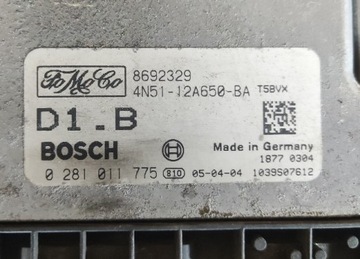 FoMoCo 8692329
4N51-12A650-BA T5BVX
D1.B
BOSCH
Made in Germany
1877 0304
0 281 011 775 810 05-04-04 1039S07612